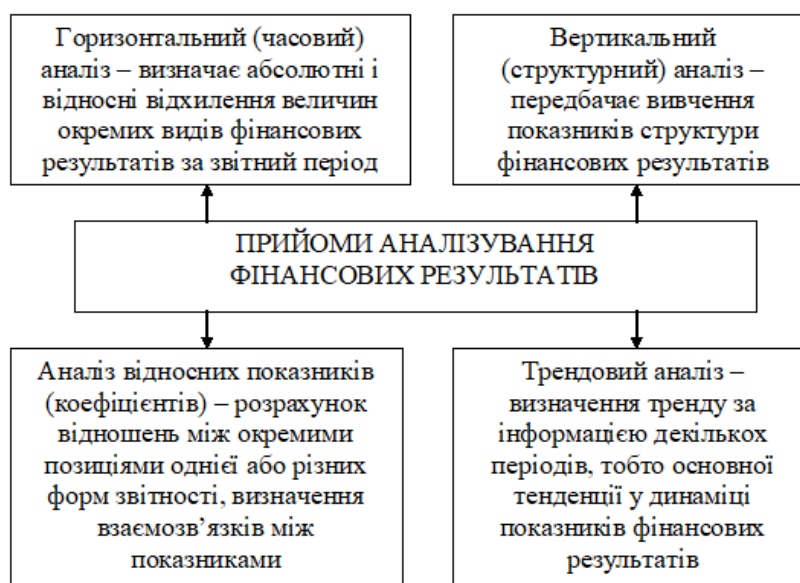 Горизонтальний (часовий)
аналіз – визначає абсолютні і
відносні відхилення величин
окремих видів фінансових
результатів за звітний період
Вертикальний
(структурний) аналіз –
передбачає вивчення
показників структури
фінансових результатів
ПРИЙОМИ АНАЛІЗУВАННЯ
ФІНАНСОВИХ РЕЗУЛЬТАТІВ
Аналіз відносних показників
(коефіцієнтів) – розрахунок
відношень між окремими
позиціями однієї або різних
форм звітності, визначення
взаємозв’язків між
показниками
Трендовий аналіз –
визначення тренду за
інформацією декількох
періодів, тобто основної
тенденції у динаміці
показників фінансових
результатів